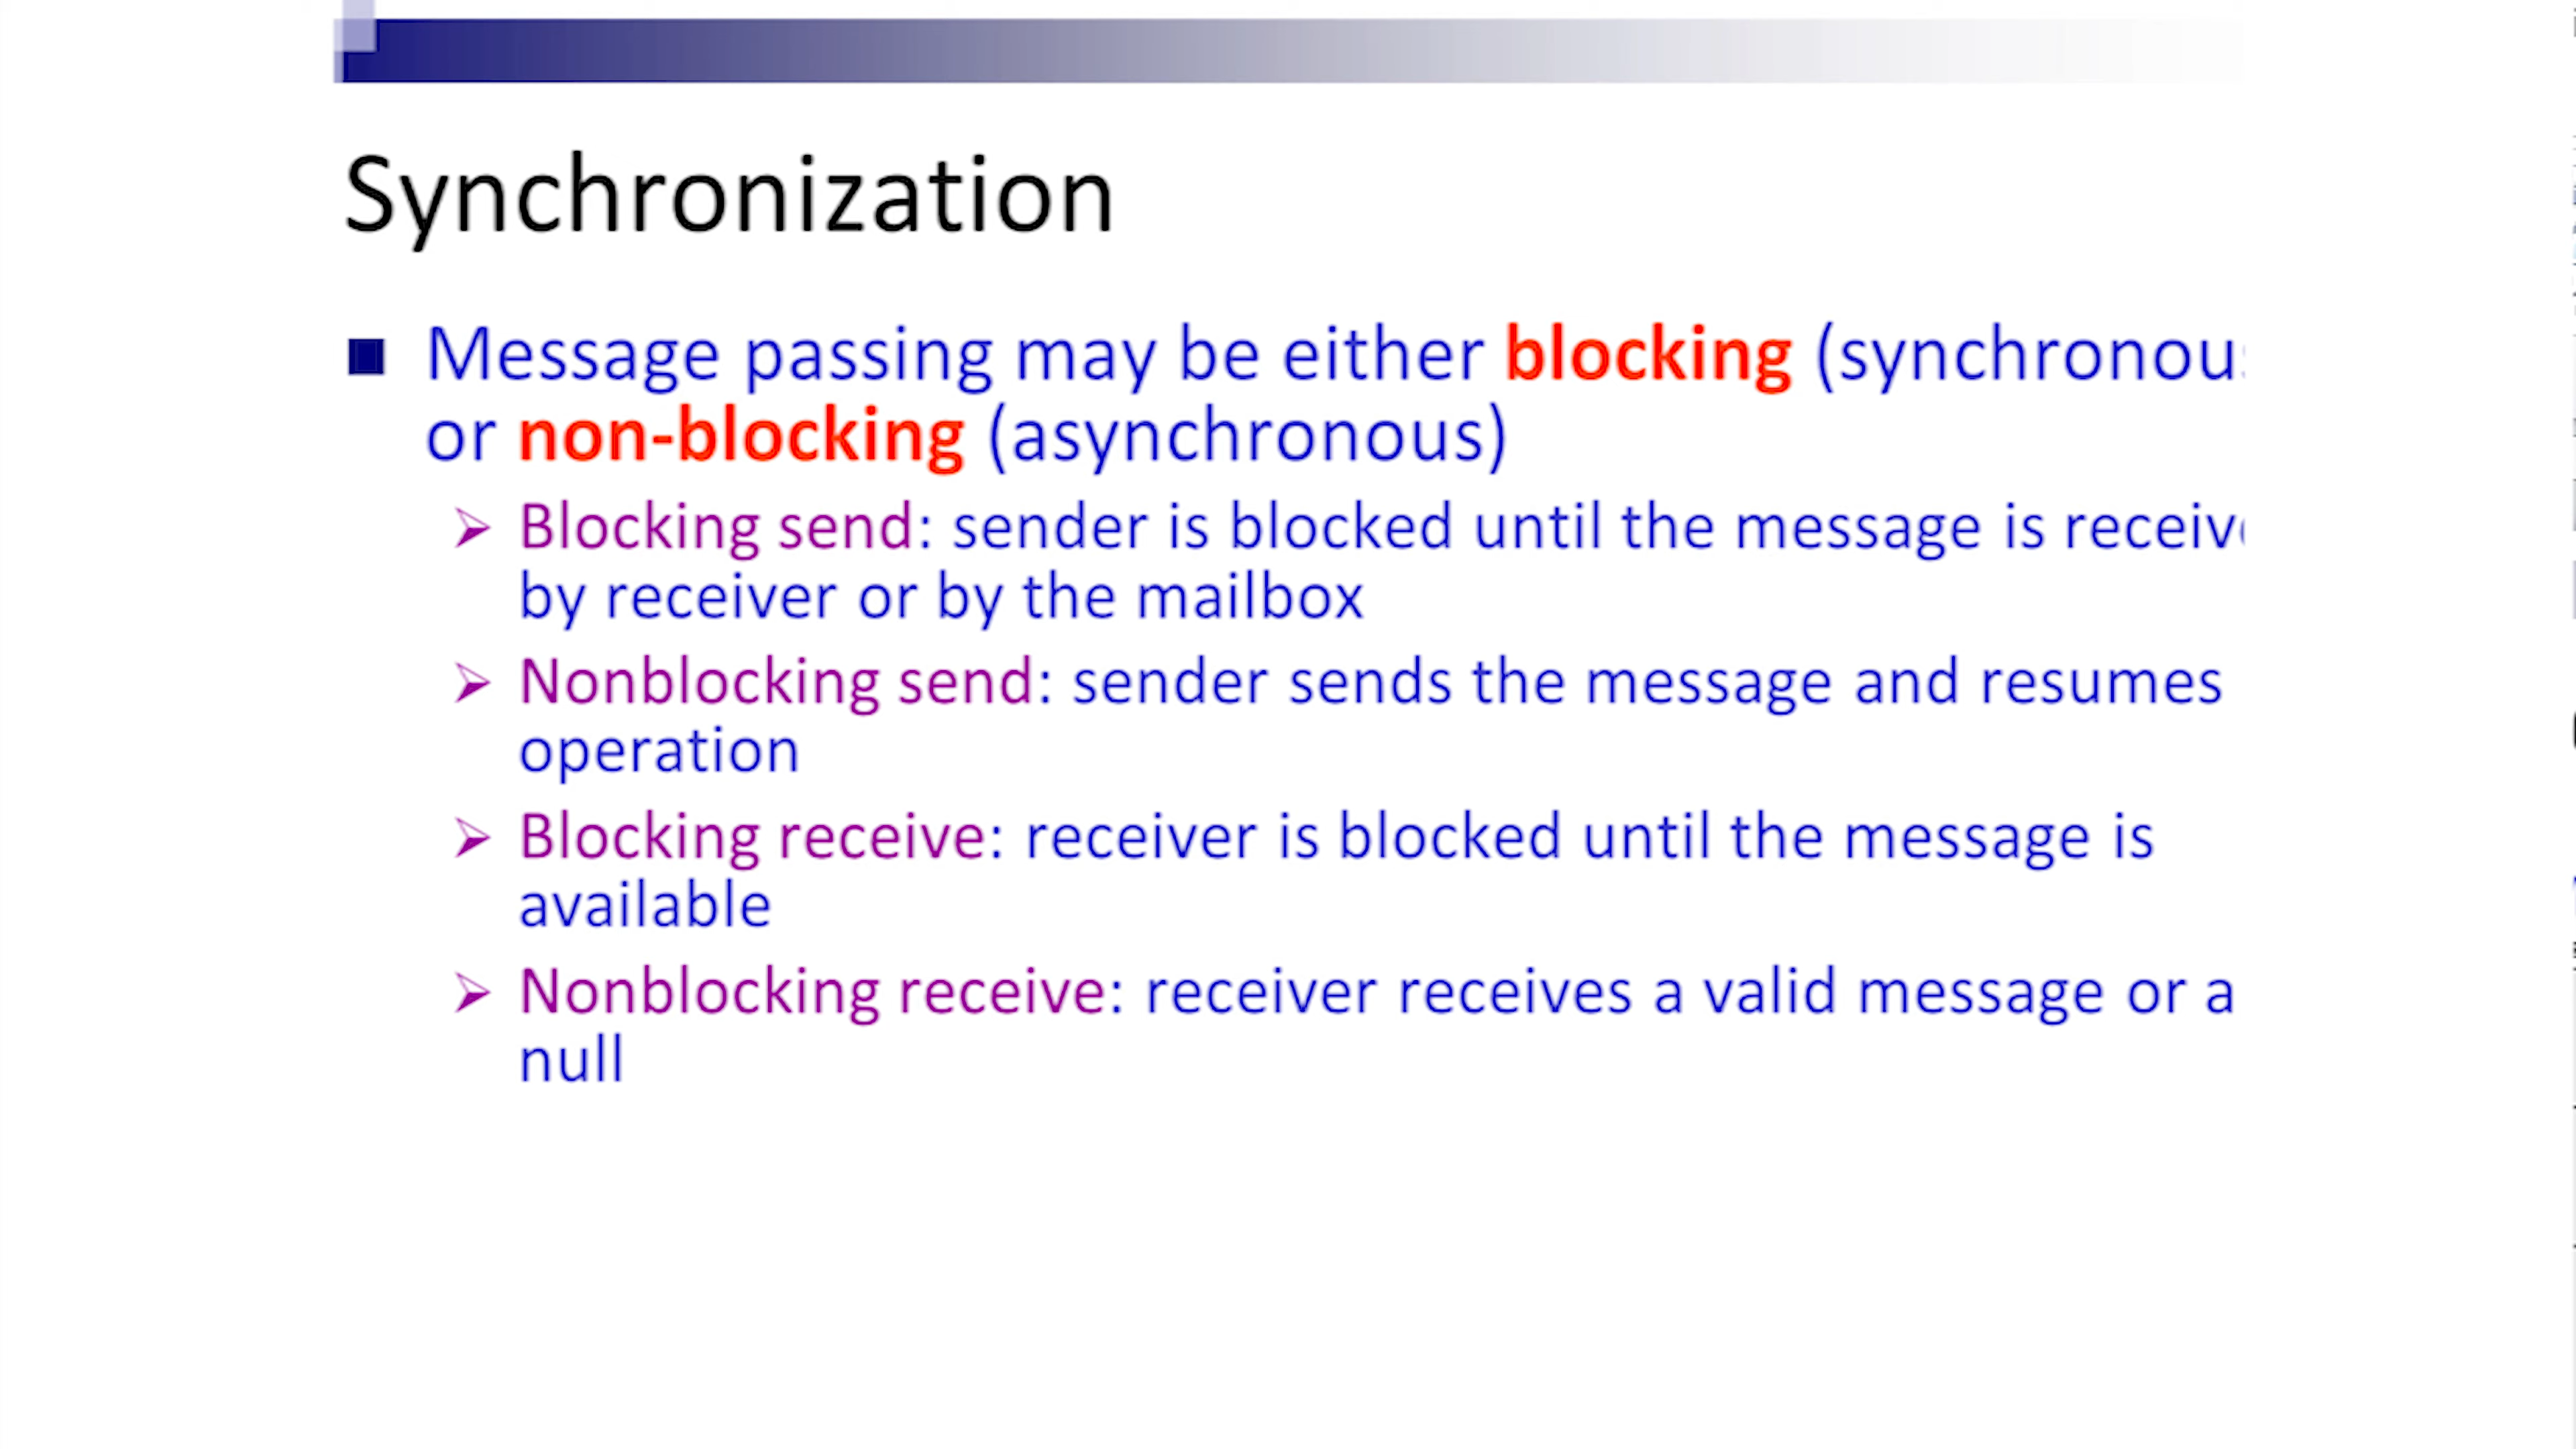 Synchronization
Message passing may be either blocking (synchronou
or non-blocking (asynchronous)
Blocking send: sender is blocked until the message is receiv
by receiver or by the mailbox
Nonblocking send: sender sends the message and resumes
operation
Blocking receive: receiver is blocked until the message is
available
Nonblocking receive: receiver receives a valid message or a
null